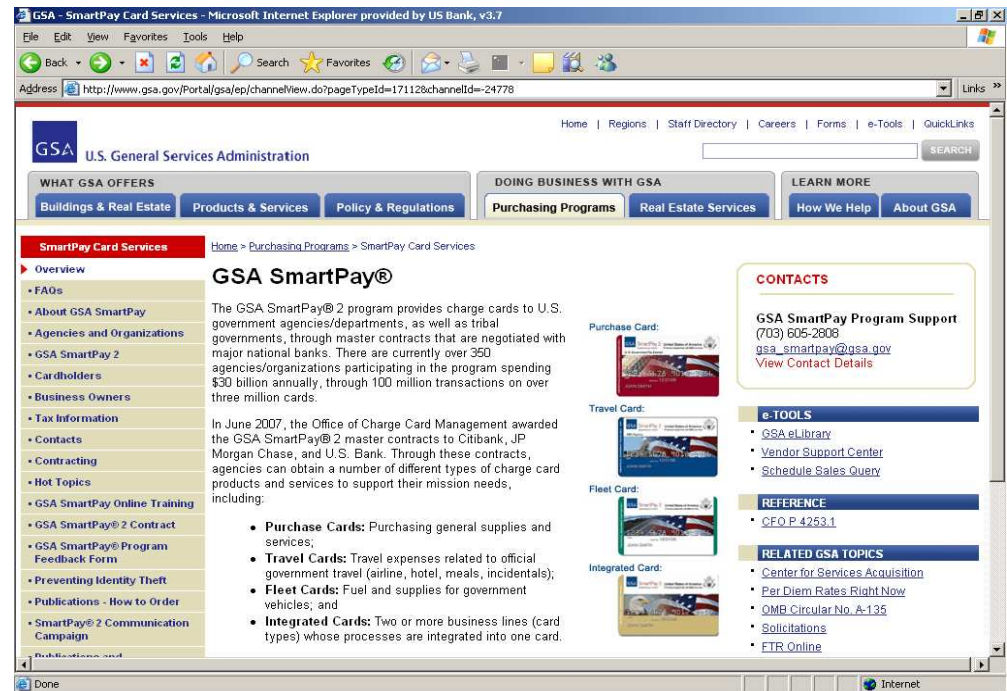 GSA - SmartPay Card Services - Microsoft Internet Explorer provided by US Bank, v3.7
File Edit View Favorites Tools Help
Back Search Favorites
Address http://www.gsa.gov/Portal/gsa/ep/channelView.do?pageTypeId=17112&channelId=-24778 Links »
Home | Regions | Staff Directory | Careers | Forms | e-Tools | QuickLinks
GSA U.S. General Services Administration
SEARCH
WHAT GSA OFFERS
DOING BUSINESS WITH GSA
LEARN MORE
Buildings & Real Estate Products & Services Policy & Regulations Purchasing Programs Real Estate Services How We Help About GSA
SmartPay Card Services
Overview
• FAQs
• About GSA SmartPay
• Agencies and Organizations
• GSA SmartPay 2
• Cardholders
• Business Owners
• Tax Information
• Contacts
• Contracting
• Hot Topics
• GSA SmartPay Online Training
• GSA SmartPay® 2 Contract
• GSA SmartPay® Program
Feedback Form
• Preventing Identity Theft
• Publications - How to Order
• SmartPay® 2 Communication
Campaign
Home > Purchasing Programs > SmartPay Card Services
GSA SmartPay®
The GSA SmartPay® 2 program provides charge cards to U.S.
government agencies/departments, as well as tribal
governments, through master contracts that are negotiated with
major national banks. There are currently over 350
agencies/organizations participating in the program spending
$30 billion annually, through 100 million transactions on over
three million cards.
In June 2007, the Office of Charge Card Management awarded
the GSA SmartPay® 2 master contracts to Citibank, JP
Morgan Chase, and U.S. Bank. Through these contracts,
agencies can obtain a number of different types of charge card
products and services to support their mission needs,
including:
• Purchase Cards: Purchasing general supplies and
services;
• Travel Cards: Travel expenses related to official
government travel (airline, hotel, meals, incidentals);
• Fleet Cards: Fuel and supplies for government
vehicles; and
• Integrated Cards: Two or more business lines (card
types) whose processes are integrated into one card.
Purchase Card:
Travel Card:
Fleet Card:
Integrated Card:
CONTACTS
GSA SmartPay Program Support
(703) 605-2808
gsa_smartpay@gsa.gov
View Contact Details
e-TOOLS
• GSA eLibrary
• Vendor Support Center
• Schedule Sales Query
REFERENCE
• CFO P 4253.1
RELATED GSA TOPICS
• Center for Services Acquisition
• Per Diem Rates Right Now
• OMB Circular No. A-135
• Solicitations
• FTR Online
Done
Internet